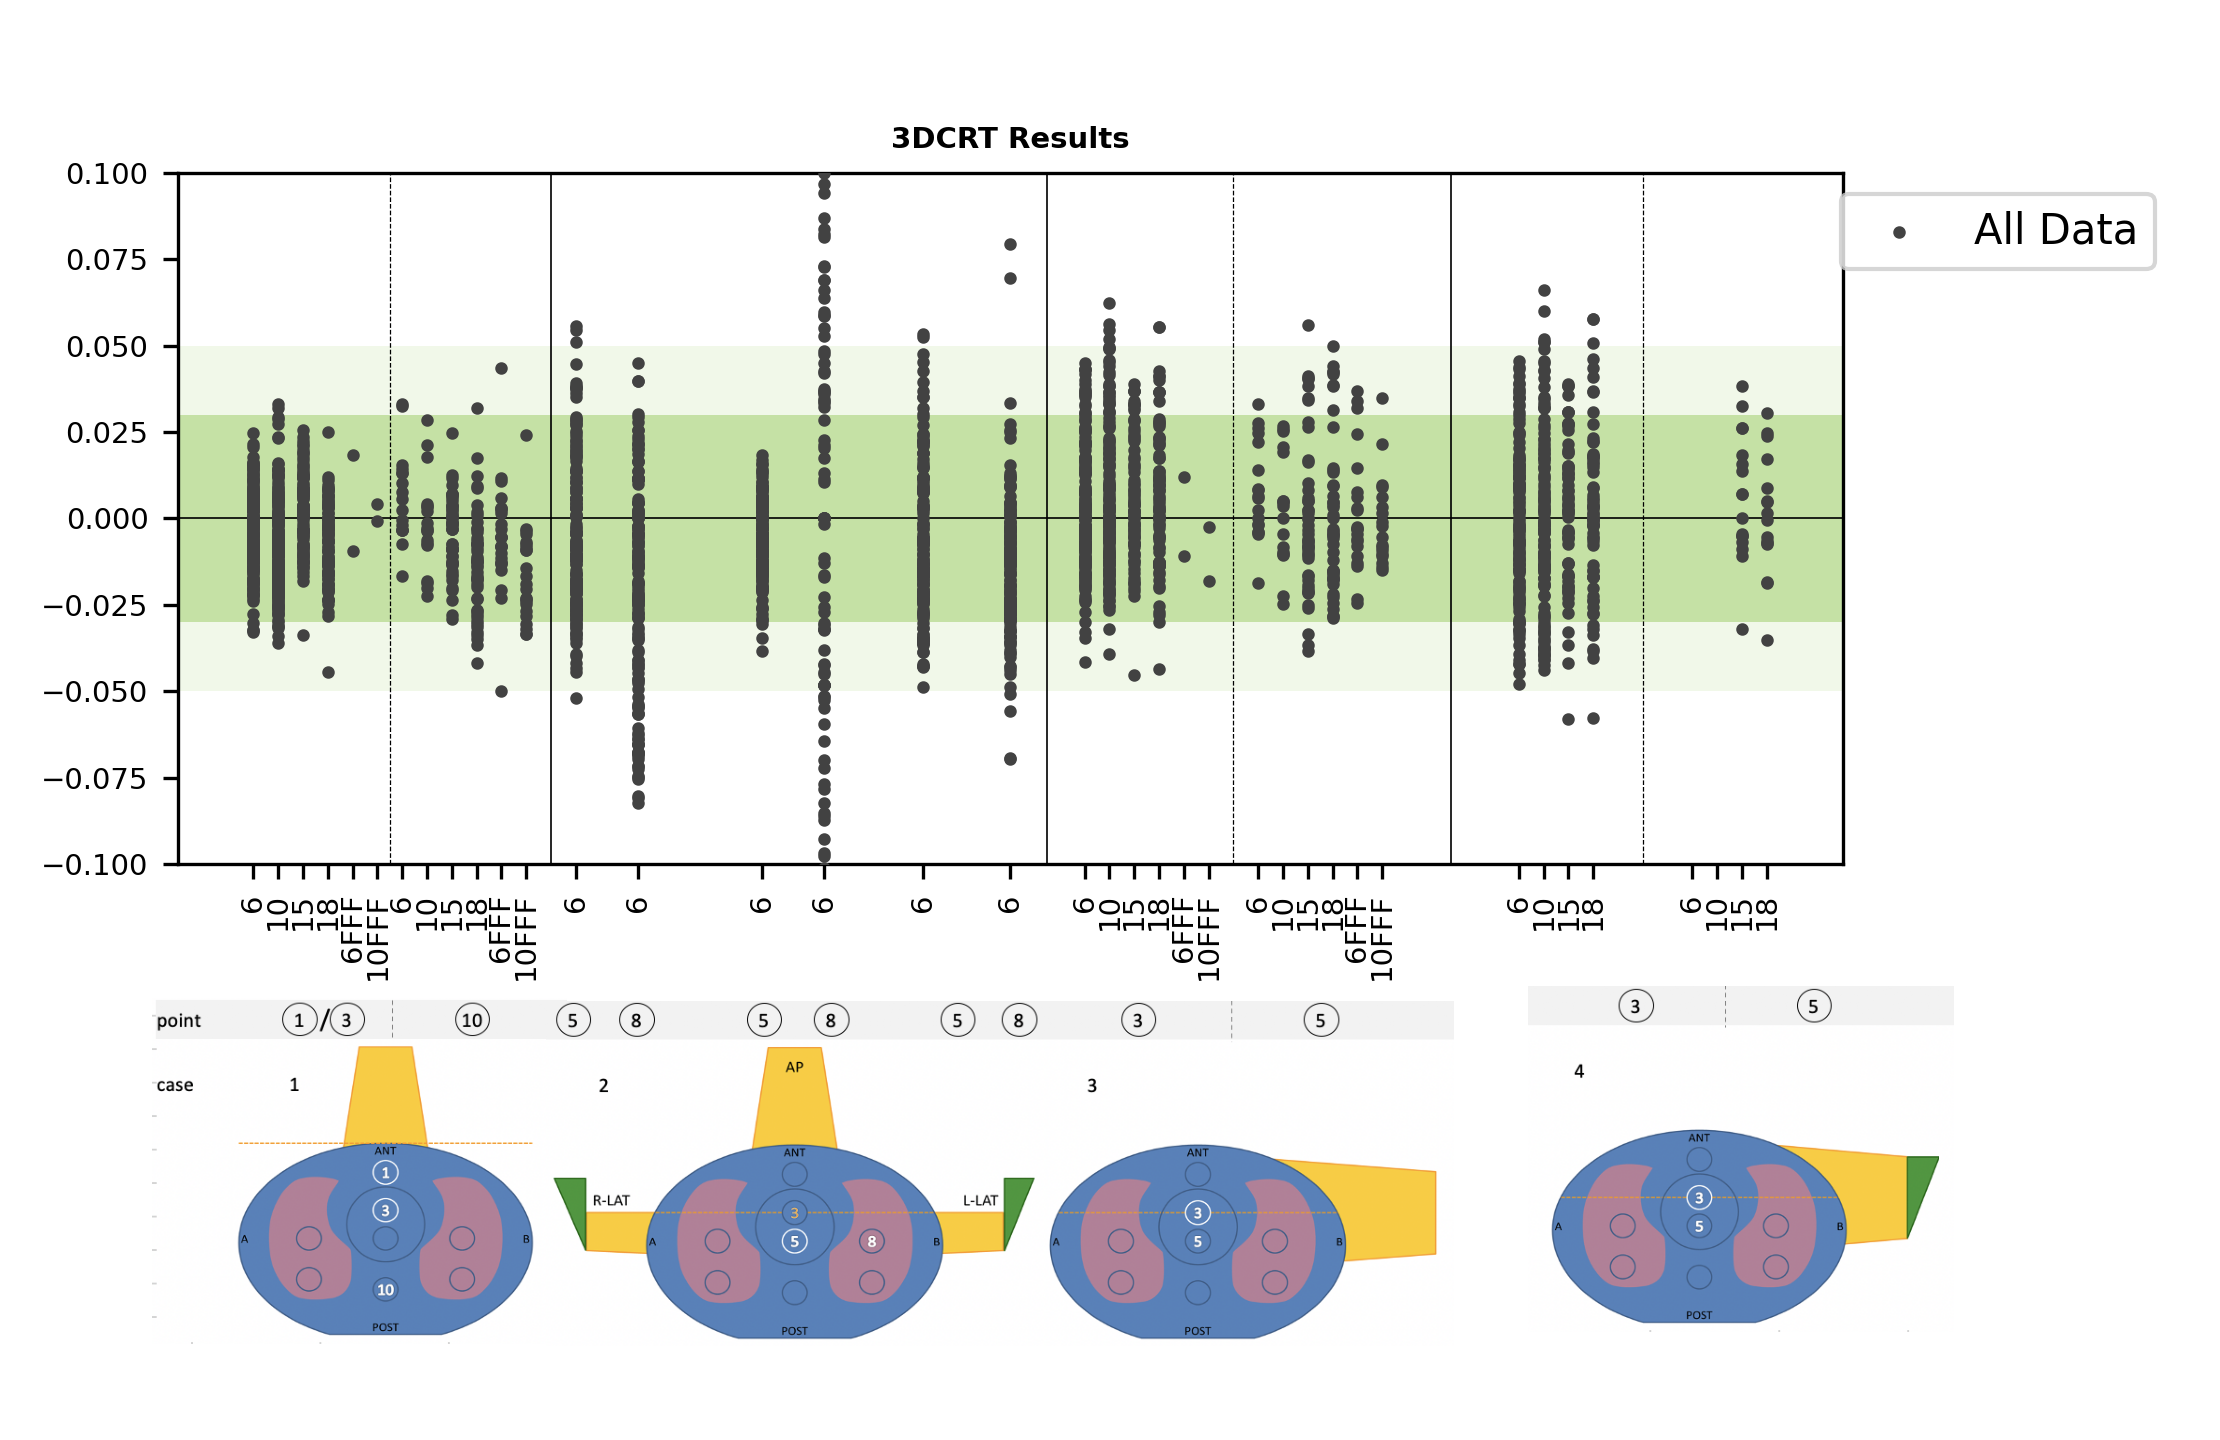 3DCRT Results
0.100
0.075
0.050
0.025
0.000
−0.025
−0.050
−0.075
−0.100
All Data
6 10 15 18 6FFF 10FFF 6 10 15 18 6FFF 10FFF 6 6 6 6 6 6 6 10 15 18 6FFF 10FFF 6 10 15 18 6FFF 10FFF 6 10 15 18 6 10 15 18
point 1 / 3 10 5 8 5 8 5 8 3 5 3 5
case 1 2 3 4
AP
R-LAT L-LAT
ANT
1
3
A B
10
POST
ANT
3
5 8
A B
POST
ANT
3
5
A B
POST
ANT
3
5
A B
POST